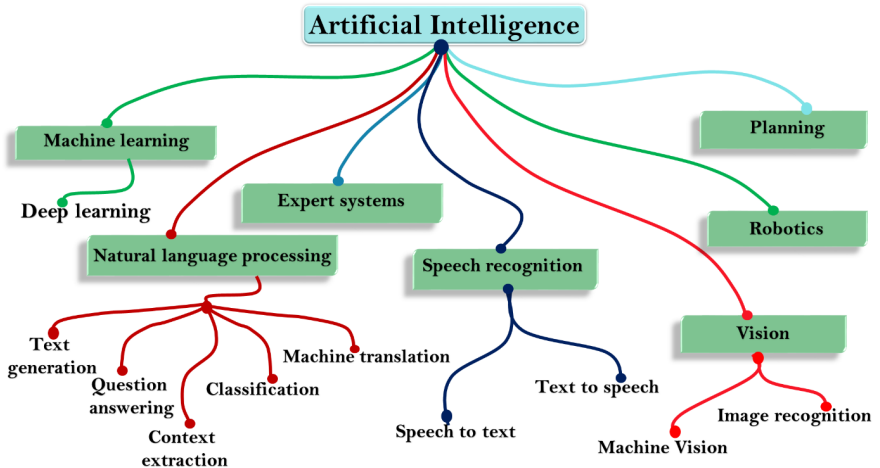 Artificial Intelligence
Machine learning
Planning
Deep learning
Expert systems
Robotics
Natural language processing
Speech recognition
Vision
Text
generation
Question
answering
Context
extraction
Classification
Machine translation
Speech to text
Text to speech
Machine Vision
Image recognition